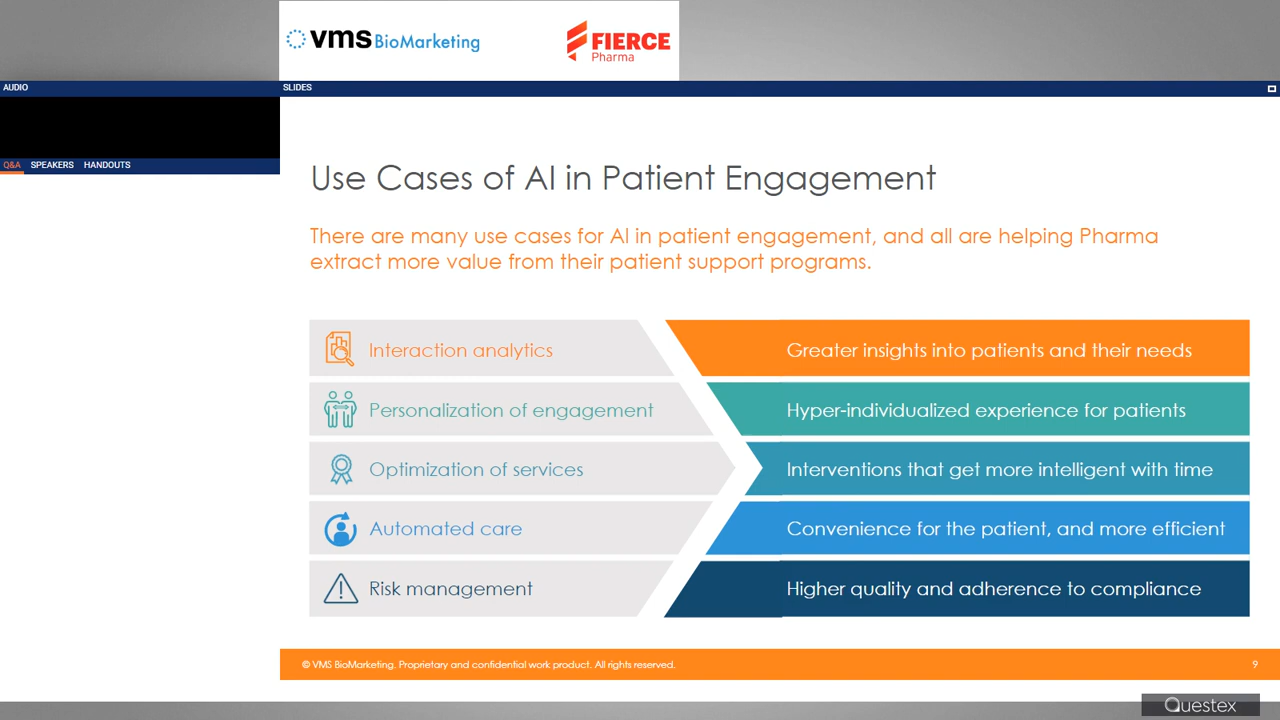 vms BioMarketing
FIERCE
Pharma
AUDIO
SLIDES
Q&A SPEAKERS HANDOUTS
Use Cases of AI in Patient Engagement
There are many use cases for AI in patient engagement, and all are helping Pharma
extract more value from their patient support programs.
Interaction analytics
Greater insights into patients and their needs
Personalization of engagement
Hyper-individualized experience for patients
Optimization of services
Interventions that get more intelligent with time
Automated care
Convenience for the patient, and more efficient
Risk management
Higher quality and adherence to compliance
© VMS BioMarketing. Proprietary and confidential work product. All rights reserved.
9
Questex